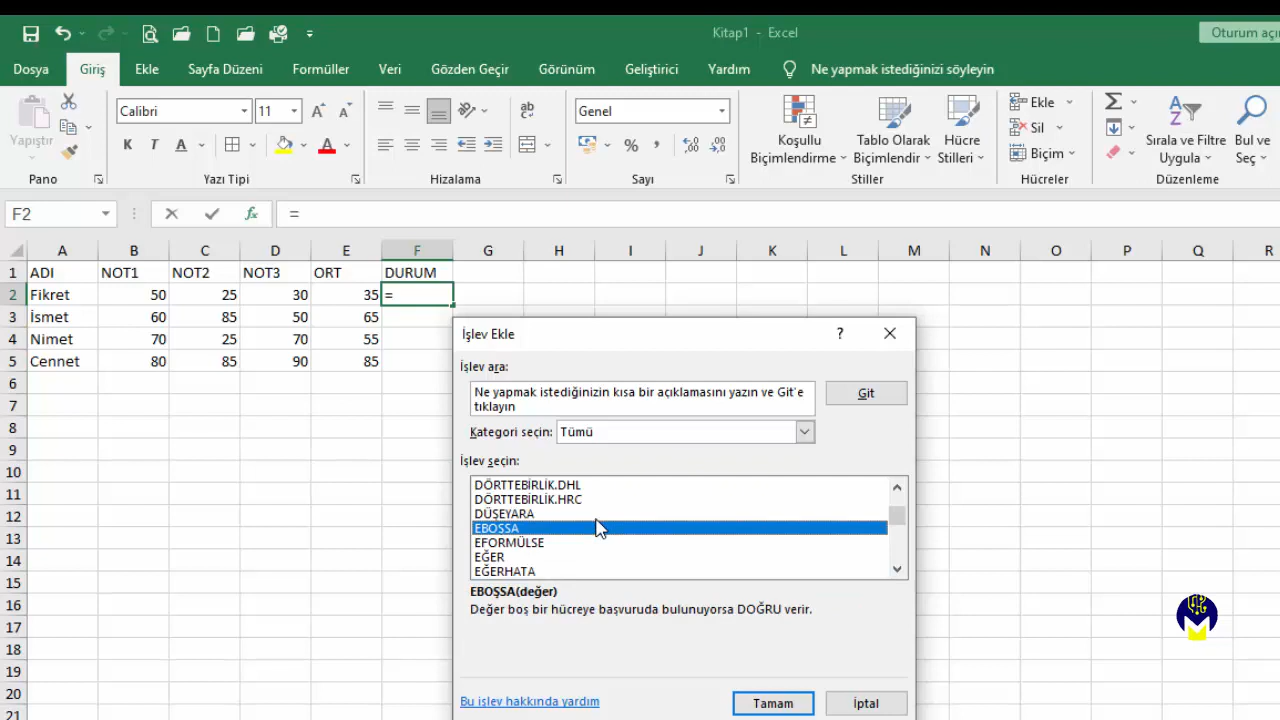 Kitap1 - Excel
Oturum açı
Dosya Giriş Ekle Sayfa Düzeni Formüller Veri Gözden Geçir Görünüm Geliştirici Yardım Ne yapmak istediğinizi söyleyin
Yapıştır
Pano
Calibri 11
K T A
Yazı Tipi
Hizalama
Genel
Sayı
Koşullu
Biçimlendirme
Tablo Olarak
Biçimlendir
Hücre
Stilleri
Stiller
Ekle
Sil
Biçim
Hücreler
Sırala ve Filtre
Uygula
Bul ve
Seç
Düzenleme
F2 fx =
A B C D E F G H I J K L M N O P Q R
1 ADI NOT1 NOT2 NOT3 ORT DURUM
2 Fikret 50 25 30 35 =
3 İsmet 60 85 50 65
4 Nimet 70 25 70 55
5 Cennet 80 85 90 85
6
7
8
9
10
11
12
13
14
15
16
17
18
19
20
21
İşlev Ekle ?
İşlev ara:
Ne yapmak istediğinizin kısa bir açıklamasını yazın ve Git'e
tıklayın
Git
Kategori seçin: Tümü
İşlev seçin:
DÖRTTEBİRLİK.DHL
DÖRTTEBİRLİK.HRC
DÜŞEYARA
EBOŞSA
EFORMÜLSE
EĞER
EĞERHATA
EBOŞSA(değer)
Değer boş bir hücreye başvuruda bulunuyorsa DOĞRU verir.
Bu işlev hakkında yardım
Tamam
İptal